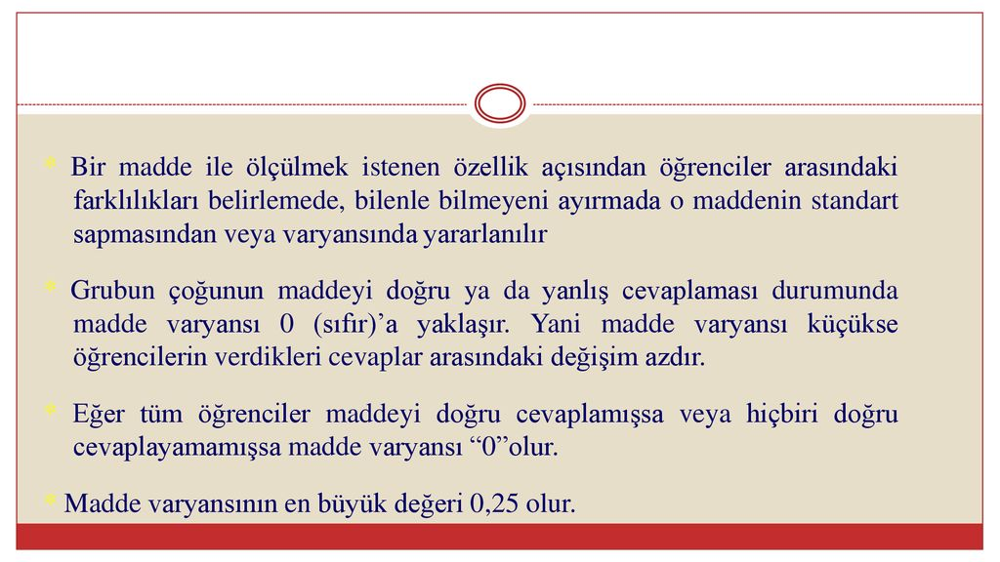 * Bir madde ile ölçülmek istenen özellik açısından öğrenciler arasındaki
farklılıkları belirlemede, bilenle bilmeyeni ayırmada o maddenin standart
sapmasından veya varyansında yararlanılır
* Grubun çoğunun maddeyi doğru ya da yanlış cevaplaması durumunda
madde varyansı 0 (sıfır)’a yaklaşır. Yani madde varyansı küçükse
öğrencilerin verdikleri cevaplar arasındaki değişim azdır.
* Eğer tüm öğrenciler maddeyi doğru cevaplamışsa veya hiçbiri doğru
cevaplayamamışsa madde varyansı “0”olur.
* Madde varyansının en büyük değeri 0,25 olur.